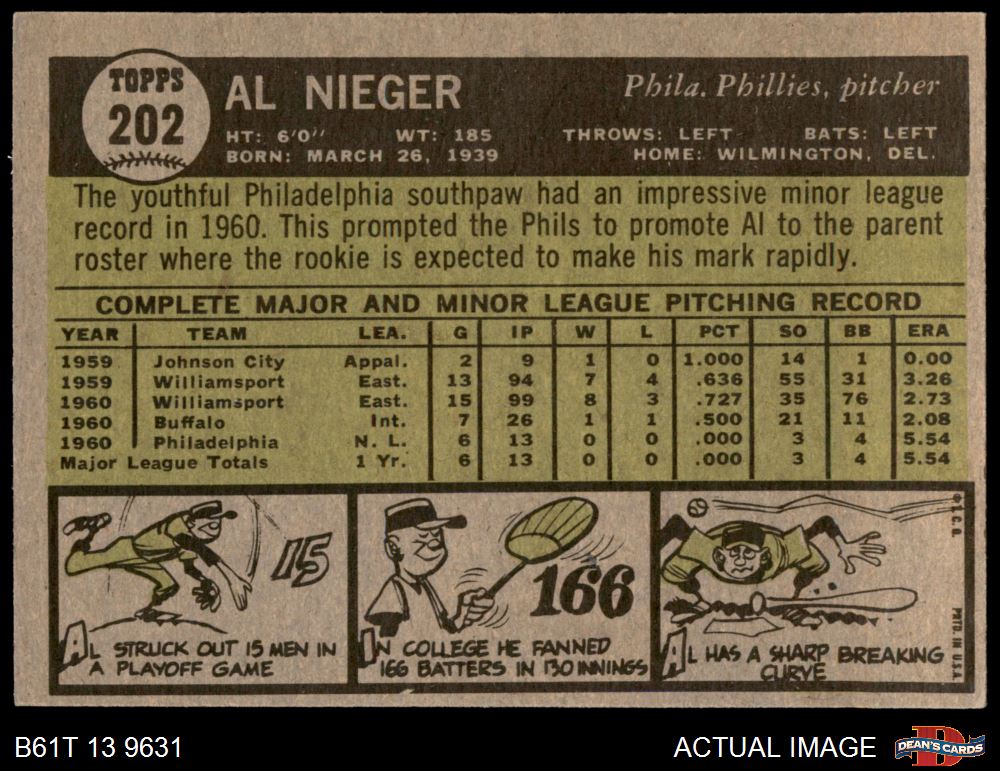 TOPPS
202
AL NIEGER
Phila. Phillies, pitcher
HT: 6'0" WT: 185 THROWS: LEFT BATS: LEFT
BORN: MARCH 26, 1939 HOME: WILMINGTON, DEL.
The youthful Philadelphia southpaw had an impressive minor league
record in 1960. This prompted the Phils to promote Al to the parent
roster where the rookie is expected to make his mark rapidly.
COMPLETE MAJOR AND MINOR LEAGUE PITCHING RECORD
YEAR TEAM LEA. G IP W L PCT SO BB ERA
1959 Johnson City Appal. 2 9 1 0 1.000 14 1 0.00
1959 Williamsport East. 13 94 7 4 .636 55 31 3.26
1960 Williamsport East. 15 99 8 3 .727 35 76 2.73
1960 Buffalo Int. 7 26 1 1 .500 21 11 2.08
1960 Philadelphia N. L. 6 13 0 0 .000 3 4 5.54
Major League Totals 1 Yr. 6 13 0 0 .000 3 4 5.54
15
AL STRUCK OUT 15 MEN IN
A PLAYOFF GAME
166
IN COLLEGE HE FANNED
166 BATTERS IN 130 INNINGS
AL HAS A SHARP BREAKING
CURVE
© T.C.G.
PRTD. IN U.S.A.
B61T 13 9631
ACTUAL IMAGE
D
DEAN'S CARDS